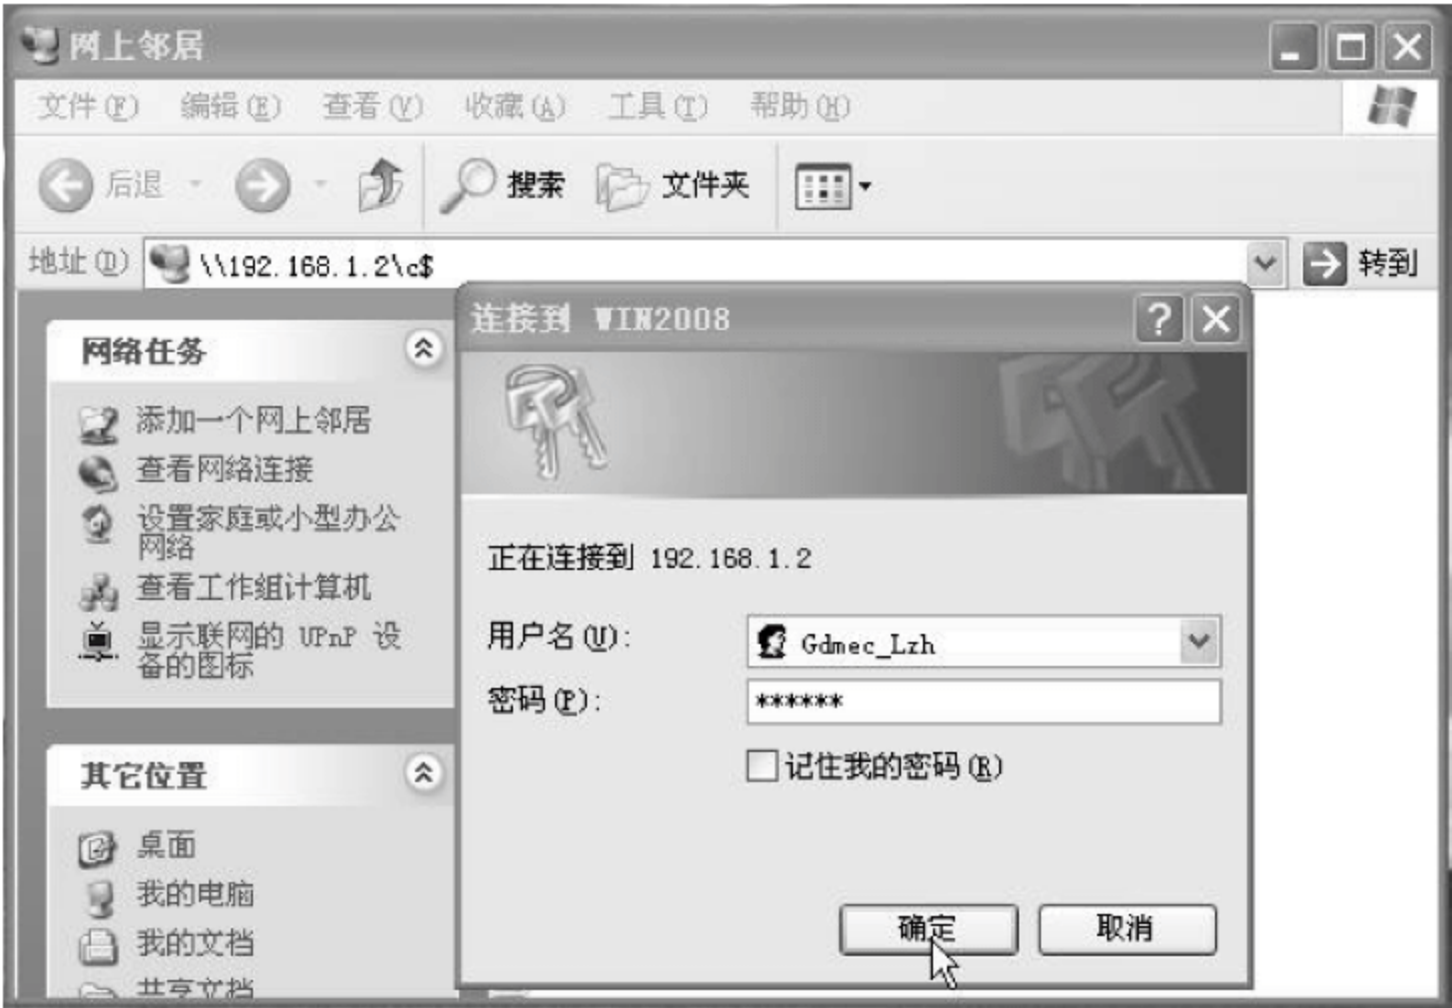 网上邻居
文件(F) 编辑(E) 查看(V) 收藏(A) 工具(T) 帮助(H)
后退 搜索 文件夹
地址(D) \\192.168.1.2\c$ 转到
连接到 WIN2008
网络任务
添加一个网上邻居
查看网络连接
设置家庭或小型办公
网络
查看工作组计算机
显示联网的 UPnP 设
备的图标
正在连接到 192.168.1.2
用户名(U): Gdmec_Lzh
密码(P): ******
记住我的密码(R)
其它位置
桌面
我的电脑
我的文档
共享文档
确定 取消